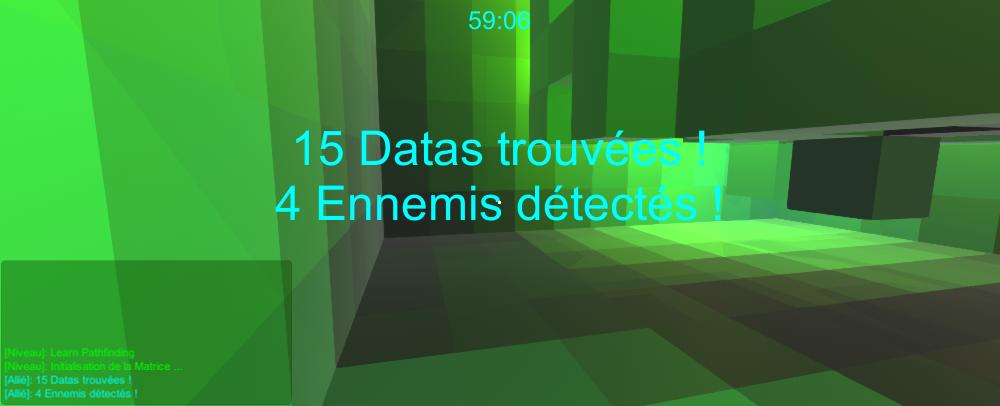 59:06
15 Datas trouvées !
4 Ennemis détectés !
[Niveau]: Learn Pathfinding
[Niveau]: Initialisation de la Matrice ...
[Allié]: 15 Datas trouvées !
[Allié]: 4 Ennemis détectés !